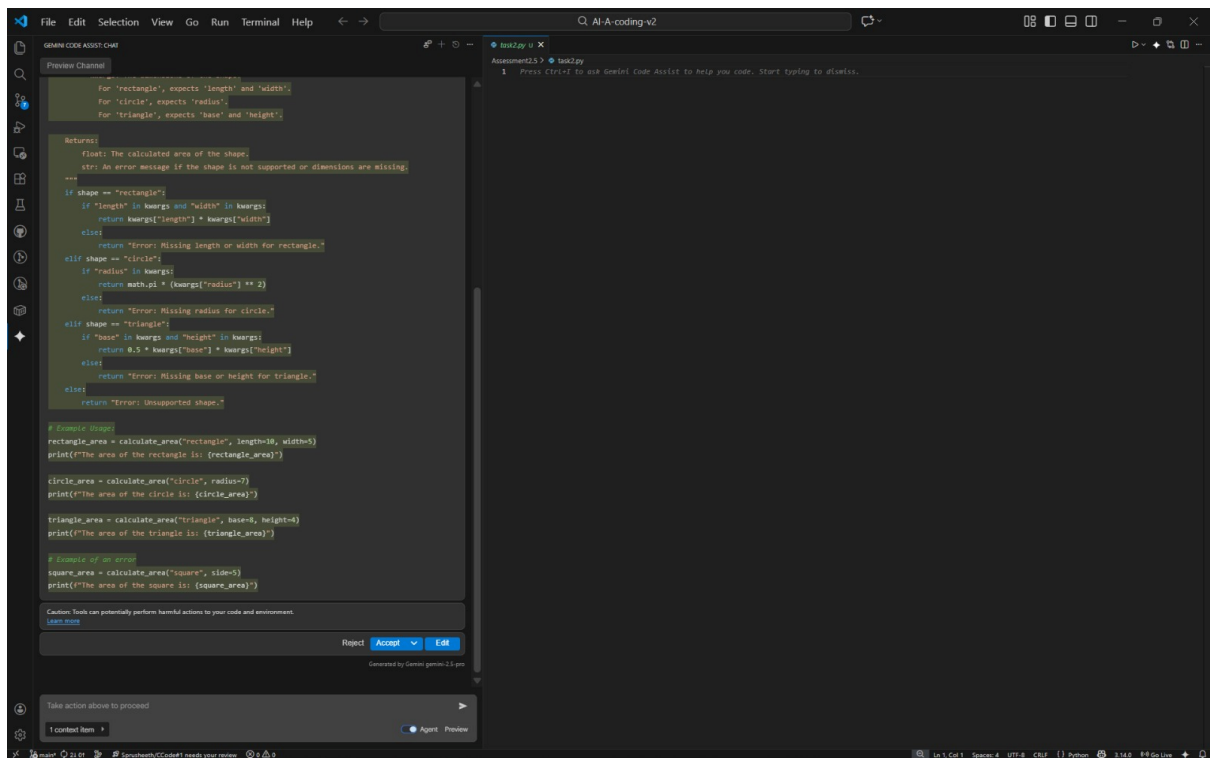 File Edit Selection View Go Run Terminal Help
AI-A-coding-v2
GEMINI CODE ASSIST: CHAT
Preview Channel
For 'rectangle', expects 'length' and 'width'.
For 'circle', expects 'radius'.
For 'triangle', expects 'base' and 'height'.
Returns:
float: The calculated area of the shape.
str: An error message if the shape is not supported or dimensions are missing.
"""
if shape == "rectangle":
if "length" in kwargs and "width" in kwargs:
return kwargs["length"] * kwargs["width"]
else:
return "Error: Missing length or width for rectangle."
elif shape == "circle":
if "radius" in kwargs:
return math.pi * (kwargs["radius"] ** 2)
else:
return "Error: Missing radius for circle."
elif shape == "triangle":
if "base" in kwargs and "height" in kwargs:
return 0.5 * kwargs["base"] * kwargs["height"]
else:
return "Error: Missing base or height for triangle."
else:
return "Error: Unsupported shape."
# Example Usage:
rectangle_area = calculate_area("rectangle", length=10, width=5)
print(f"The area of the rectangle is: {rectangle_area}")
circle_area = calculate_area("circle", radius=7)
print(f"The area of the circle is: {circle_area}")
triangle_area = calculate_area("triangle", base=8, height=4)
print(f"The area of the triangle is: {triangle_area}")
# Example of an error
square_area = calculate_area("square", side=5)
print(f"The area of the square is: {square_area}")
Caution: Tools can potentially perform harmful actions to your code and environment.
Learn more
Reject Accept Edit
Generated by Gemini gemini-2.5-pro
Take action above to proceed
1 context item
Agent Preview
task2.py U
Assessment2.5 > task2.py
1 Press Ctrl+I to ask Gemini Code Assist to help you code. Start typing to dismiss.
main* Sprusheeth/CCode#1 needs your review 0 0
Ln 1, Col 1 Spaces: 4 UTF-8 CRLF {} Python 3.14.0 Go Live